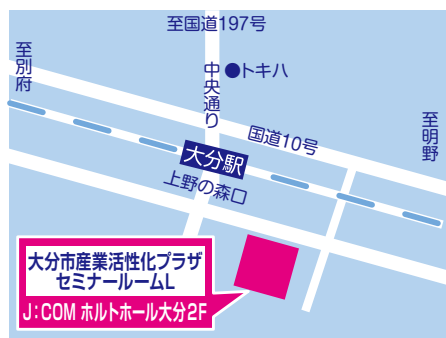 至国道197号
至別府
中央通り
●トキハ
国道10号
至明野
大分駅
上野の森口
大分市産業活性化プラザ
セミナールームL
J:COM ホルトホール大分2F